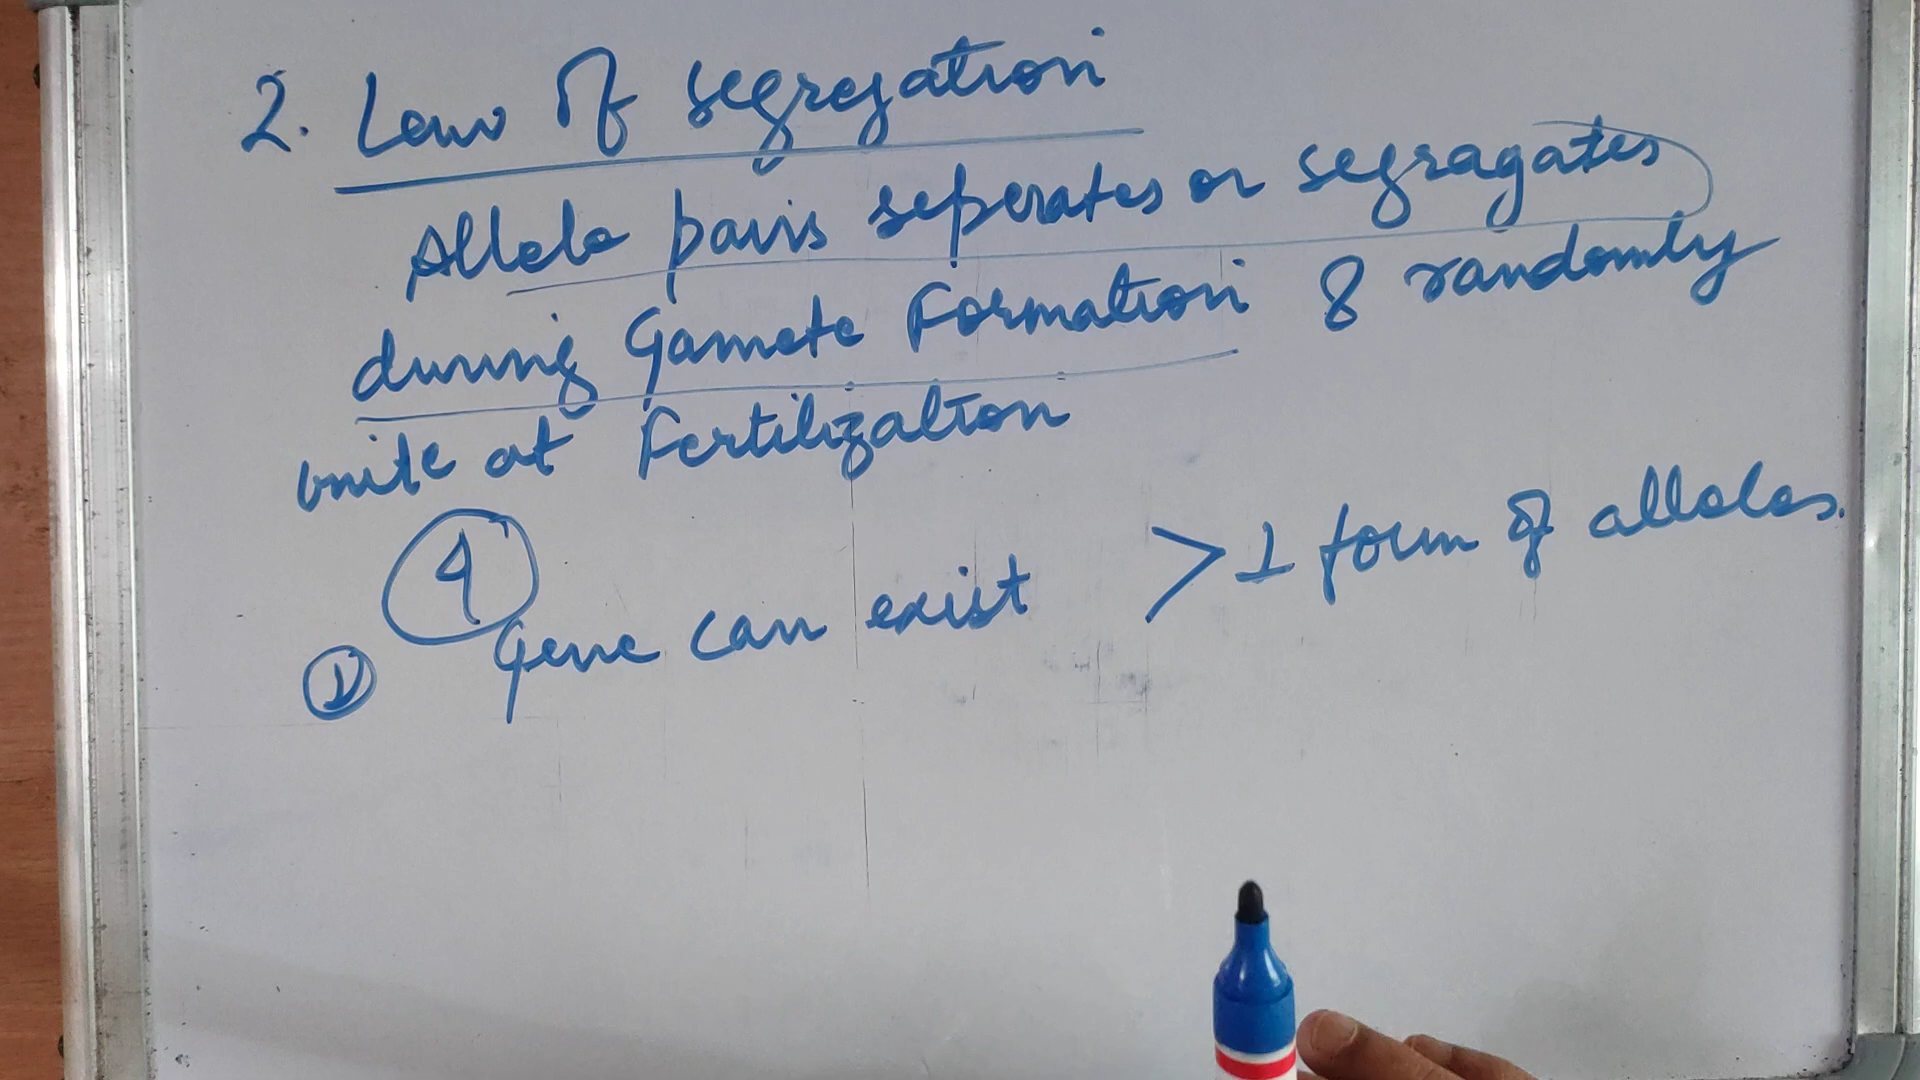 2. Law of segregation
Allele pairs seperates or segragates
during Gamete Formation & randomly
unite at Fertilization
4
① Gene can exist > 1 form of alleles.